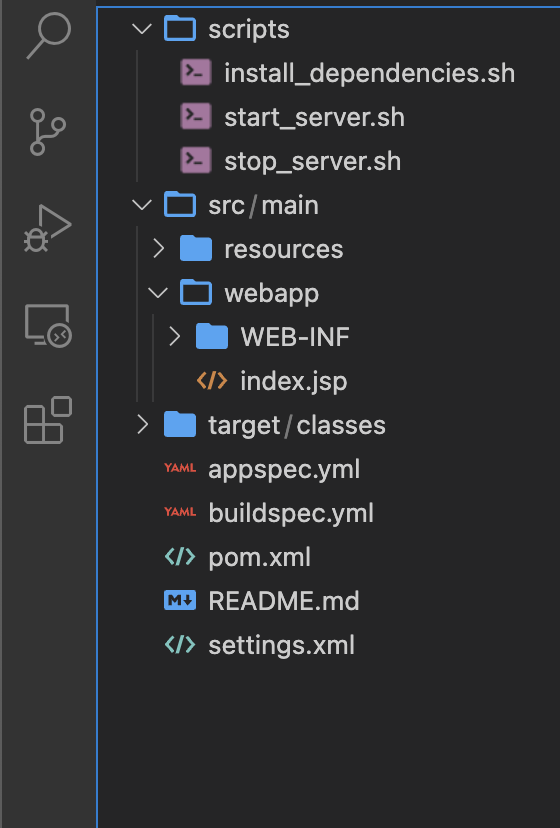 scripts
install_dependencies.sh
start_server.sh
stop_server.sh
src/main
resources
webapp
WEB-INF
index.jsp
target/classes
YAML appspec.yml
YAML buildspec.yml
pom.xml
M README.md
settings.xml